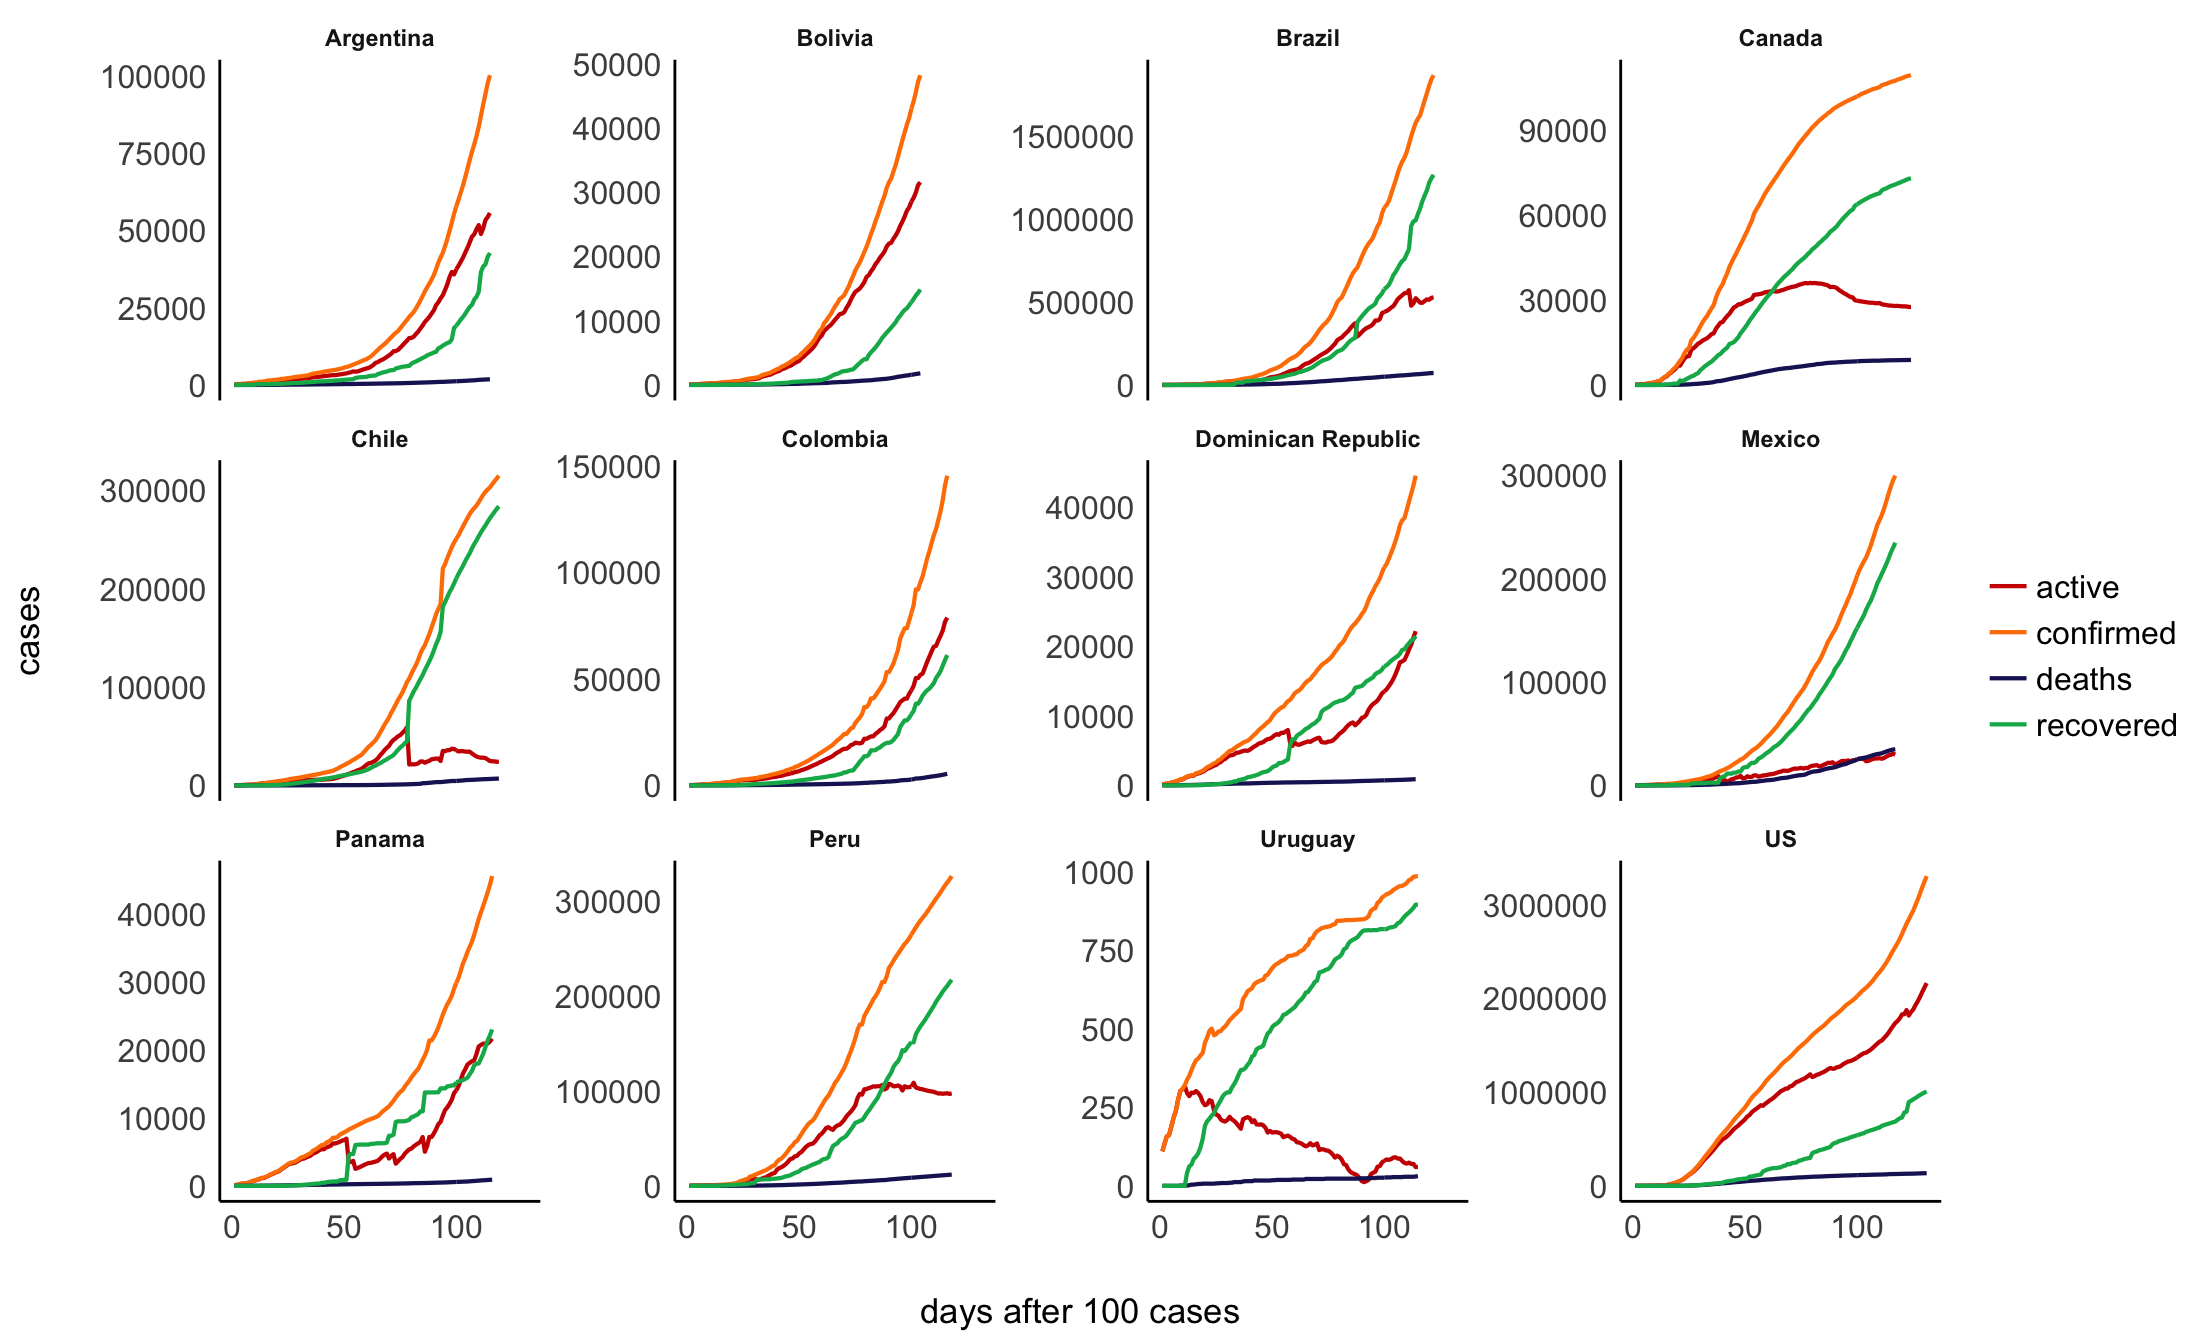 Argentina
Bolivia
Brazil
Canada
100000
75000
50000
25000
0
50000
40000
30000
20000
10000
0
1500000
1000000
500000
0
90000
60000
30000
0
Chile
Colombia
Dominican Republic
Mexico
300000
200000
100000
0
150000
100000
50000
0
40000
30000
20000
10000
0
300000
200000
100000
0
cases
active
confirmed
deaths
recovered
Panama
Peru
Uruguay
US
40000
30000
20000
10000
0
300000
200000
100000
0
1000
750
500
250
0
3000000
2000000
1000000
0
0 50 100
0 50 100
0 50 100
0 50 100
days after 100 cases